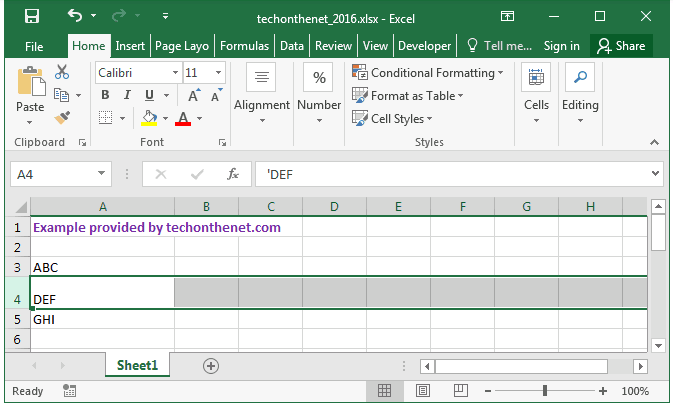 techonthenet_2016.xlsx - Excel
File Home Insert Page Layo Formulas Data Review View Developer Tell me... Sign in Share
Paste
Clipboard
Calibri 11
B I U A A
A
Font
Alignment
%
Number
Conditional Formatting
Format as Table
Cell Styles
Styles
Cells
Editing
A4 fx 'DEF
A B C D E F G H
1 Example provided by techonthenet.com
2
3 ABC
4 DEF
5 GHI
6
Sheet1
Ready 100%